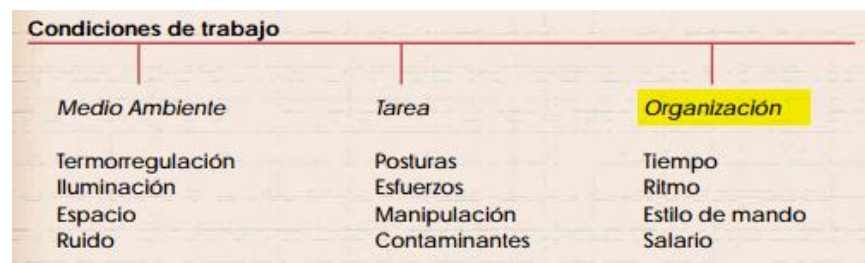 Condiciones de trabajo
Medio Ambiente
Termorregulación
Iluminación
Espacio
Ruido
Tarea
Posturas
Esfuerzos
Manipulación
Contaminantes
Organización
Tiempo
Ritmo
Estilo de mando
Salario